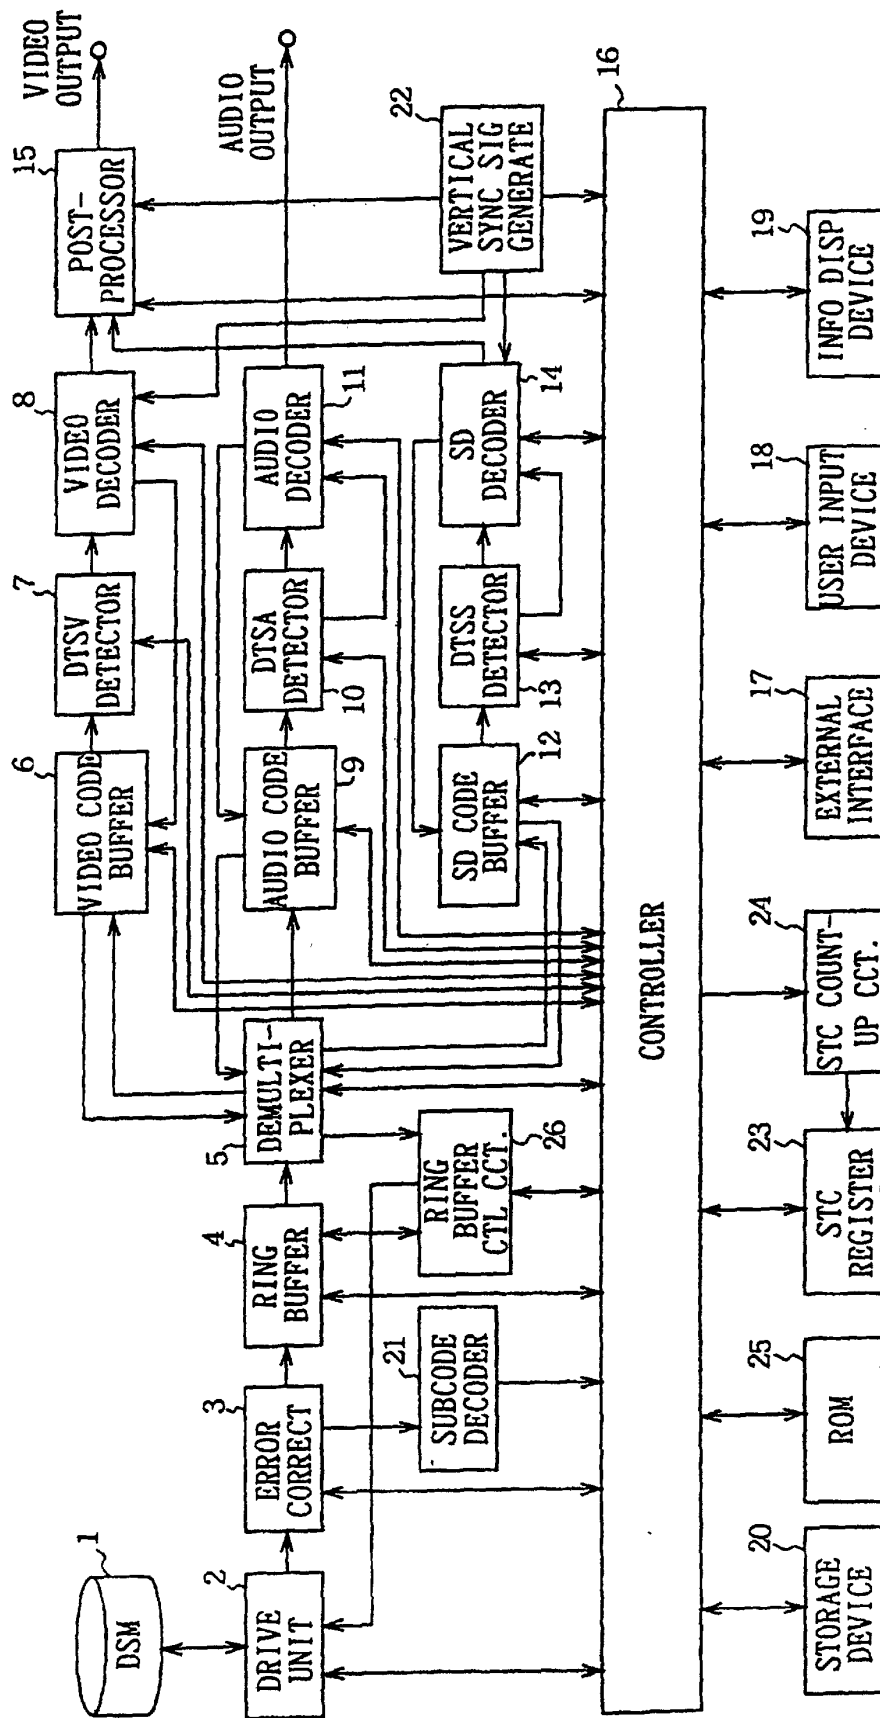 VIDEO
OUTPUT
AUDIO
OUTPUT
1
DSM
2
DRIVE
UNIT
3
ERROR
CORRECT
4
RING
BUFFER
5
DEMULTI-
PLEXER
6
VIDEO CODE
BUFFER
7
DTSV
DETECTOR
8
VIDEO
DECODER
15
POST-
PROCESSOR
9
AUDIO CODE
BUFFER
10
DTSA
DETECTOR
11
AUDIO
DECODER
12
SD CODE
BUFFER
13
DTSS
DETECTOR
14
SD
DECODER
22
VERTICAL
SYNC SIG
GENERATE
21
SUBCODE
DECODER
26
RING
BUFFER
CTL CCT.
16
CONTROLLER
20
STORAGE
DEVICE
25
ROM
23
STC
REGISTER
24
STC COUNT-
UP CCT.
17
EXTERNAL
INTERFACE
18
USER INPUT
DEVICE
19
INFO DISP
DEVICE